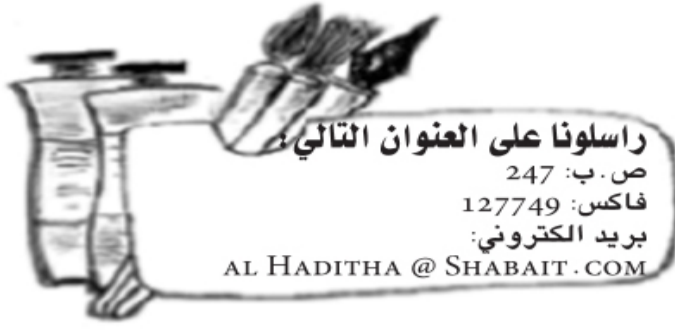 راسلونا على العنوان التالي:
ص.ب: 247
فاكس: 127749
بريد الكتروني:
AL HADITHA @ SHABAIT.COM